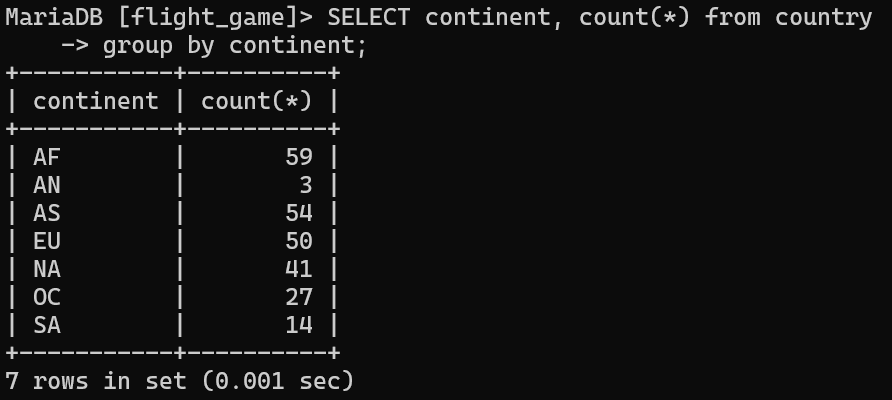 MariaDB [flight_game]> SELECT continent, count(*) from country
    -> group by continent;
+-----------+----------+
| continent | count(*) |
+-----------+----------+
| AF        |       59 |
| AN        |        3 |
| AS        |       54 |
| EU        |       50 |
| NA        |       41 |
| OC        |       27 |
| SA        |       14 |
+-----------+----------+
7 rows in set (0.001 sec)